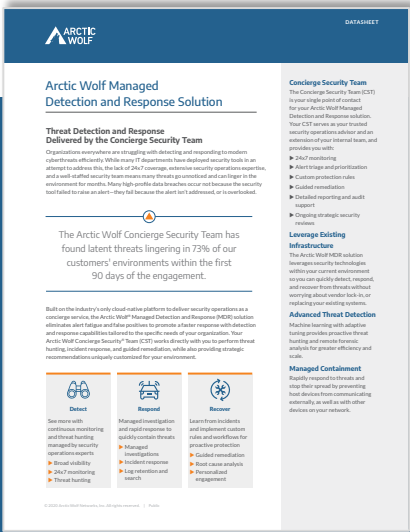 DATASHEET
ARCTIC
WOLF
Arctic Wolf Managed
Detection and Response Solution
Threat Detection and Response
Delivered by the Concierge Security Team
Organizations everywhere are struggling with detecting and responding to modern
cyberthreats efficiently. While many IT departments have deployed security tools in an
attempt to address this, the lack of 24x7 coverage, extensive security operations expertise,
and a well-staffed security team means many threats go unnoticed and can linger in the
environment for months. Many high-profile data breaches occur not because the security
tool failed to raise an alert—they fail because the alert isn't addressed, or is overlooked.
The Arctic Wolf Concierge Security Team has
found latent threats lingering in 73% of our
customers' environments within the first
90 days of the engagement.
Built on the industry's only cloud-native platform to deliver security operations as a
concierge service, the Arctic Wolf® Managed Detection and Response (MDR) solution
eliminates alert fatigue and false positives to promote a faster response with detection
and response capabilities tailored to the specific needs of your organization. Your
Arctic Wolf Concierge Security® Team (CST) works directly with you to perform threat
hunting, incident response, and guided remediation, while also providing strategic
recommendations uniquely customized for your environment.
Detect
See more with
continuous monitoring
and threat hunting
managed by security
operations experts
▶ Broad visibility
▶ 24x7 monitoring
▶ Threat hunting
Respond
Managed investigation
and rapid response to
quickly contain threats
▶ Managed
investigations
▶ Incident response
▶ Log retention and
search
Recover
Learn from incidents
and implement custom
rules and workflows for
proactive protection
▶ Guided remediation
▶ Root cause analysis
▶ Personalized
engagement
Concierge Security Team
The Concierge Security Team (CST)
is your single point of contact
for your Arctic Wolf Managed
Detection and Response solution.
Your CST serves as your trusted
security operations advisor and an
extension of your internal team, and
provides you with:
▶ 24x7 monitoring
▶ Alert triage and prioritization
▶ Custom protection rules
▶ Guided remediation
▶ Detailed reporting and audit
support
▶ Ongoing strategic security
reviews
Leverage Existing
Infrastructure
The Arctic Wolf MDR solution
leverages security technologies
within your current environment
so you can quickly detect, respond,
and recover from threats without
worrying about vendor lock-in, or
replacing your existing systems.
Advanced Threat Detection
Machine learning with adaptive
tuning provides proactive threat
hunting and remote forensic
analysis for greater efficiency and
scale.
Managed Containment
Rapidly respond to threats and
stop their spread by preventing
host devices from communicating
externally, as well as with other
devices on your network.
©2020 Arctic Wolf Networks, Inc. All rights reserved. | Public